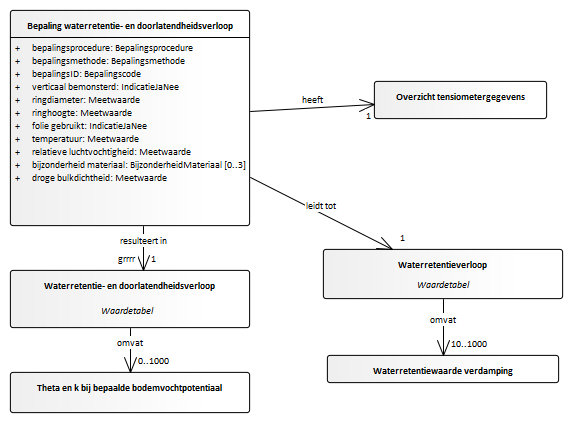 Bepaling waterretentie- en doorlatendheidsverloop
+ bepalingsprocedure: Bepalingsprocedure
+ bepalingsmethode: Bepalingsmethode
+ bepalingsID: Bepalingscode
+ verticaal bemonsterd: IndicatieJaNee
+ ringdiameter: Meetwaarde
+ ringhoogte: Meetwaarde
+ folie gebruikt: IndicatieJaNee
+ temperatuur: Meetwaarde
+ relatieve luchtvochtigheid: Meetwaarde
+ bijzonderheid materiaal: BijzonderheidMateriaal [0..3]
+ droge bulkdichtheid: Meetwaarde
heeft
1
Overzicht tensiometergegevens
leidt tot
1
resulteert in
grrrr
1
Waterretentie- en doorlatendheidsverloop
Waardetabel
Waterretentieverloop
Waardetabel
omvat
0..1000
omvat
10..1000
Theta en k bij bepaalde bodemvochtpotentiaal
Waterretentiewaarde verdamping